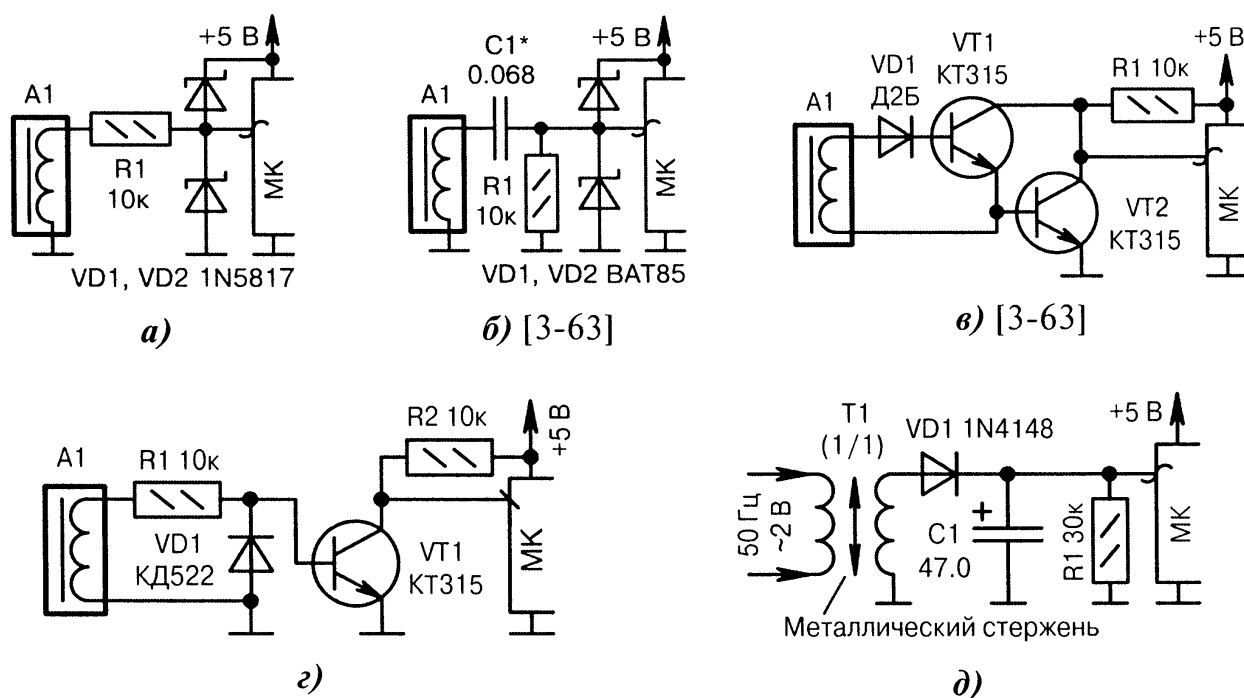 +5 В
A1
R1
10к
МК
VD1, VD2 1N5817
а)
C1*
0.068
+5 В
A1
R1
10к
МК
VD1, VD2 BAT85
б) [3-63]
VT1
КТ315
VD1
Д2Б
A1
R1 10к
+5 В
МК
VT2
КТ315
в) [3-63]
A1
R1 10к
VD1
КД522
R2 10к
+5 В
VT1
КТ315
МК
г)
T1
(1/1)
VD1 1N4148
+5 В
50 Гц
~2 В
+
C1
47.0
R1 30к
МК
Металлический стержень
д)